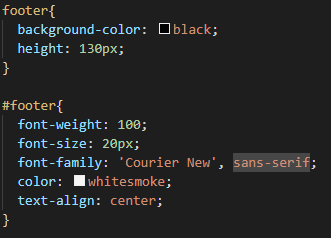 footer{
background-color: black;
height: 130px;
}
#footer{
font-weight: 100;
font-size: 20px;
font-family: 'Courier New', sans-serif;
color: whitesmoke;
text-align: center;
}